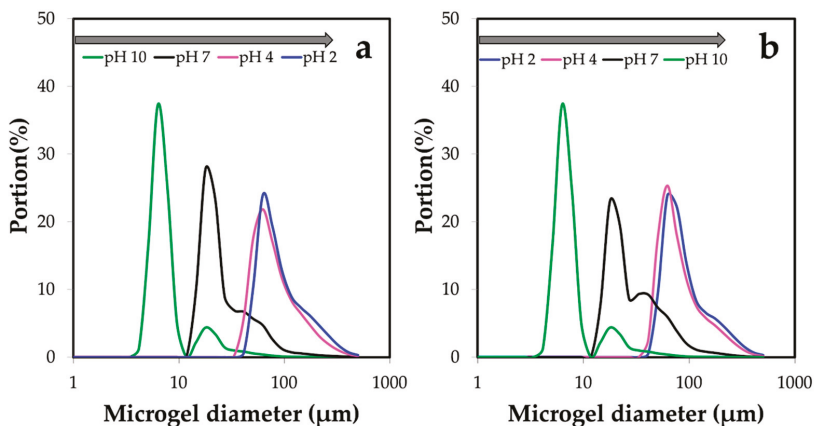 50
40
30
20
10
0
Portion(%)
a
pH 10 pH 7 pH 4 pH 2
1 10 100 1000
Microgel diameter (μm)
50
40
30
20
10
0
Portion(%)
b
pH 2 pH 4 pH 7 pH 10
1 10 100 1000
Microgel diameter (μm)